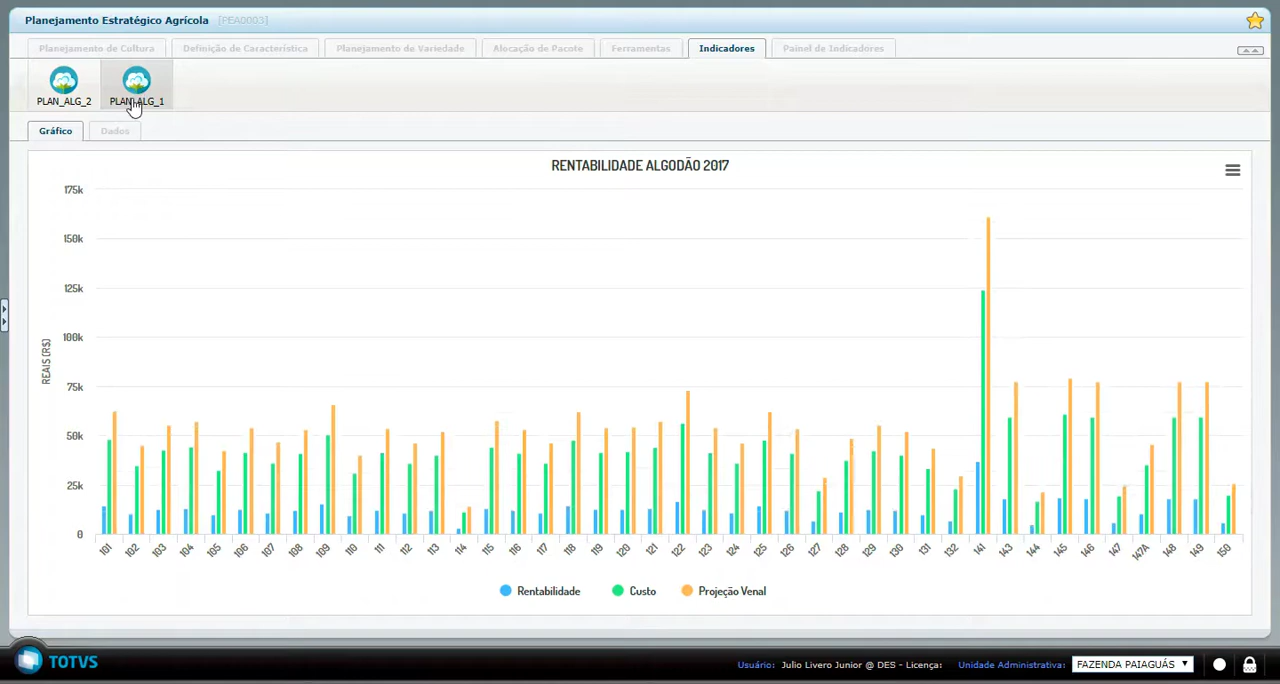 Planejamento Estratégico Agrícola [PEA0003]
Planejamento de Cultura Definição de Característica Planejamento de Variedade Alocação de Pacote Ferramentas Indicadores Painel de Indicadores
PLAN_ALG_2 PLAN_ALG_1
Gráfico Dados
RENTABILIDADE ALGODÃO 2017
175k
150k
125k
100k
75k
50k
25k
0
REAIS (R$)
101 102 103 104 105 106 107 108 109 110 111 112 113 114 115 116 117 118 119 120 121 122 123 124 125 126 127 128 129 130 131 132 141 143 144 145 146 147 147A 148 149 150
Rentabilidade Custo Projeção Venal
TOTVS Usuário: Julio Livero Junior @ DES - Licença: Unidade Administrativa: FAZENDA PAIAGUÁS